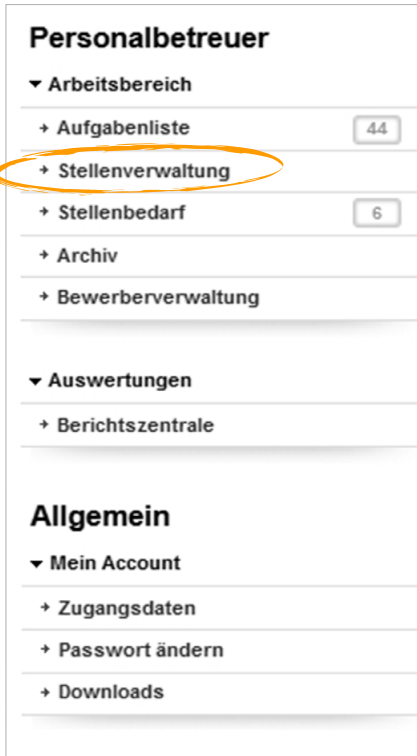 Personalbetreuer
Arbeitsbereich
Aufgabenliste 44
Stellenverwaltung
Stellenbedarf 6
Archiv
Bewerberverwaltung
Auswertungen
Berichtszentrale
Allgemein
Mein Account
Zugangsdaten
Passwort ändern
Downloads